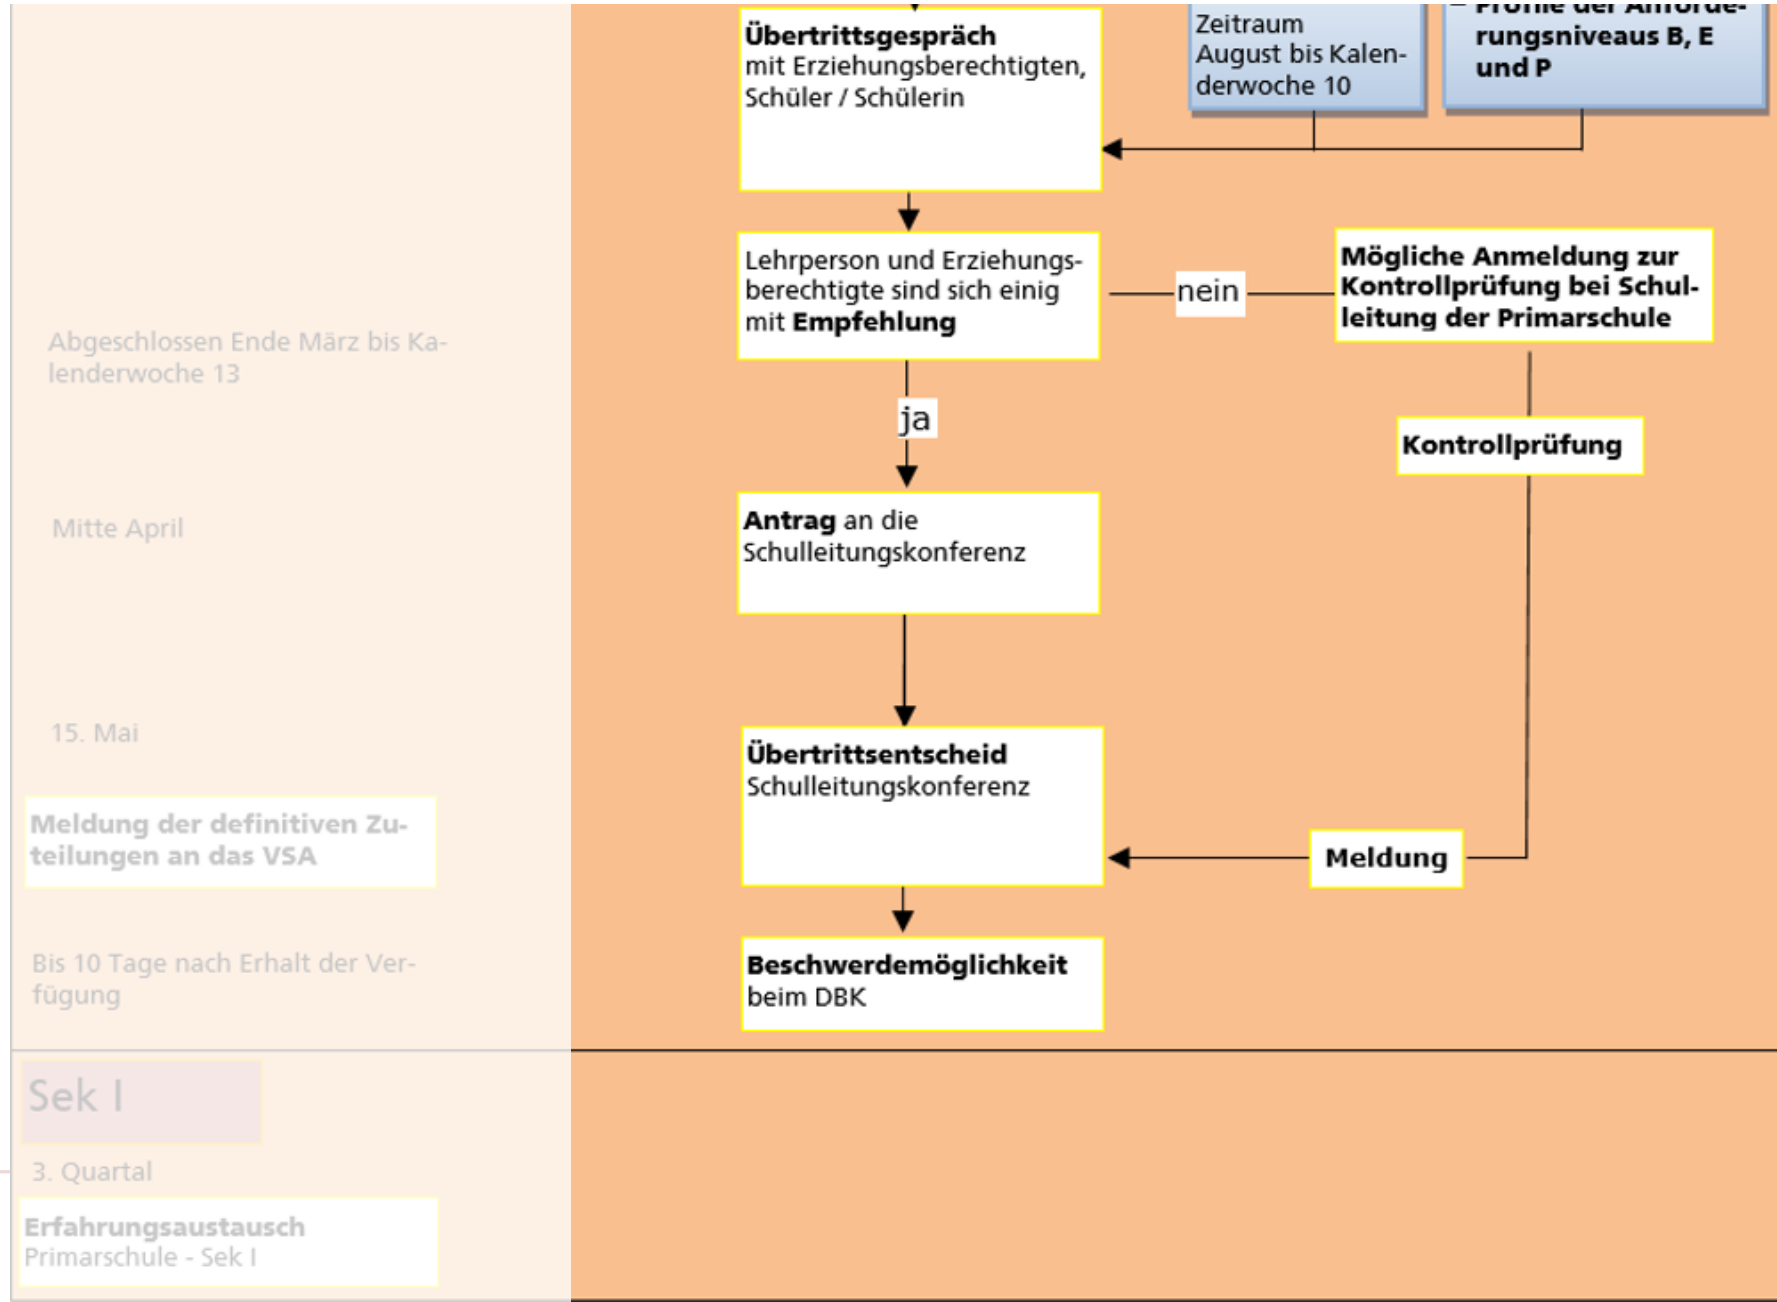 Übertrittsgespräch
mit Erziehungsberechtigten,
Schüler / Schülerin
Zeitraum
August bis Kalen-
derwoche 10
– Profile der Anforde-
rungsniveaus B, E
und P
Lehrperson und Erziehungs-
berechtigte sind sich einig
mit Empfehlung
nein
Mögliche Anmeldung zur
Kontrollprüfung bei Schul-
leitung der Primarschule
Abgeschlossen Ende März bis Ka-
lenderwoche 13
ja
Kontrollprüfung
Mitte April
Antrag an die
Schulleitungskonferenz
15. Mai
Übertrittsentscheid
Schulleitungskonferenz
Meldung der definitiven Zu-
teilungen an das VSA
Meldung
Bis 10 Tage nach Erhalt der Ver-
fügung
Beschwerdemöglichkeit
beim DBK
Sek I
3. Quartal
Erfahrungsaustausch
Primarschule - Sek I